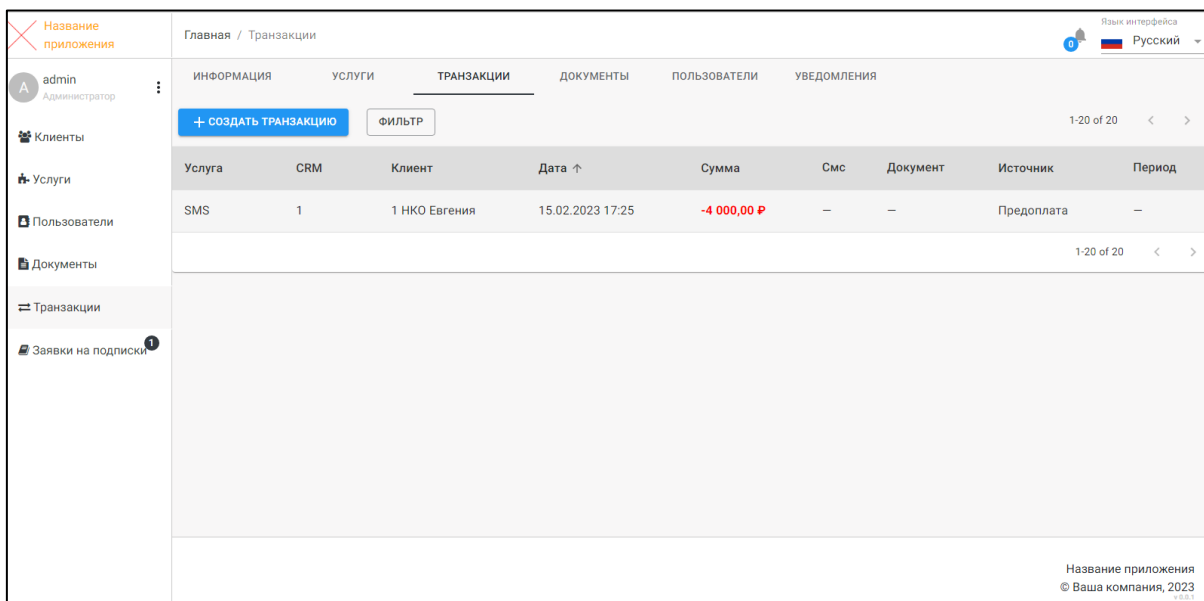 Название
приложения
Главная / Транзакции
Язык интерфейса
0
Русский
A
admin
Администратор
ИНФОРМАЦИЯ УСЛУГИ ТРАНЗАКЦИИ ДОКУМЕНТЫ ПОЛЬЗОВАТЕЛИ УВЕДОМЛЕНИЯ
+ СОЗДАТЬ ТРАНЗАКЦИЮ ФИЛЬТР 1-20 of 20 < >
Клиенты
Услуги
Пользователи
Документы
Транзакции
Заявки на подписки 1
Услуга CRM Клиент Дата ↑ Сумма Смс Документ Источник Период
SMS 1 1 НКО Евгения 15.02.2023 17:25 -4 000,00 ₽ — — Предоплата —
1-20 of 20 < >
Название приложения
© Ваша компания, 2023
v 0.0.1